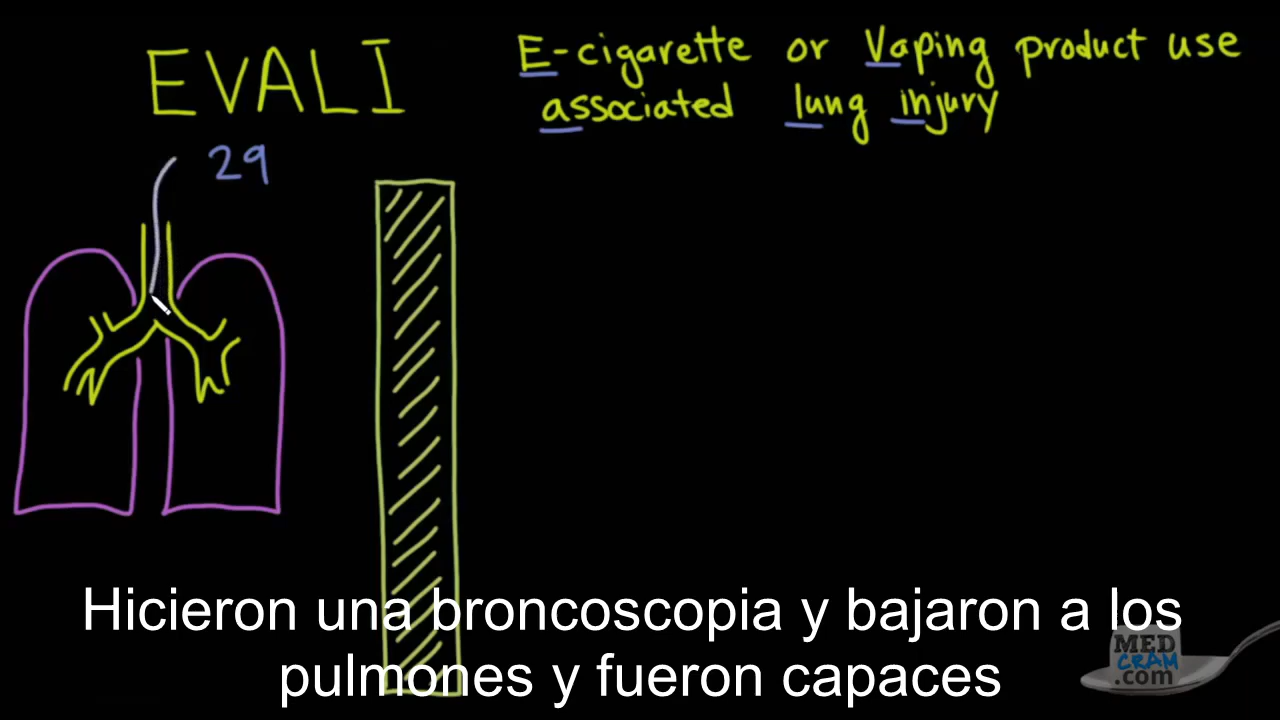 EVALI
E-cigarette or Vaping product use
associated lung injury
29
Hicieron una broncoscopia y bajaron a los
pulmones y fueron capaces
MED
CRAM
.com